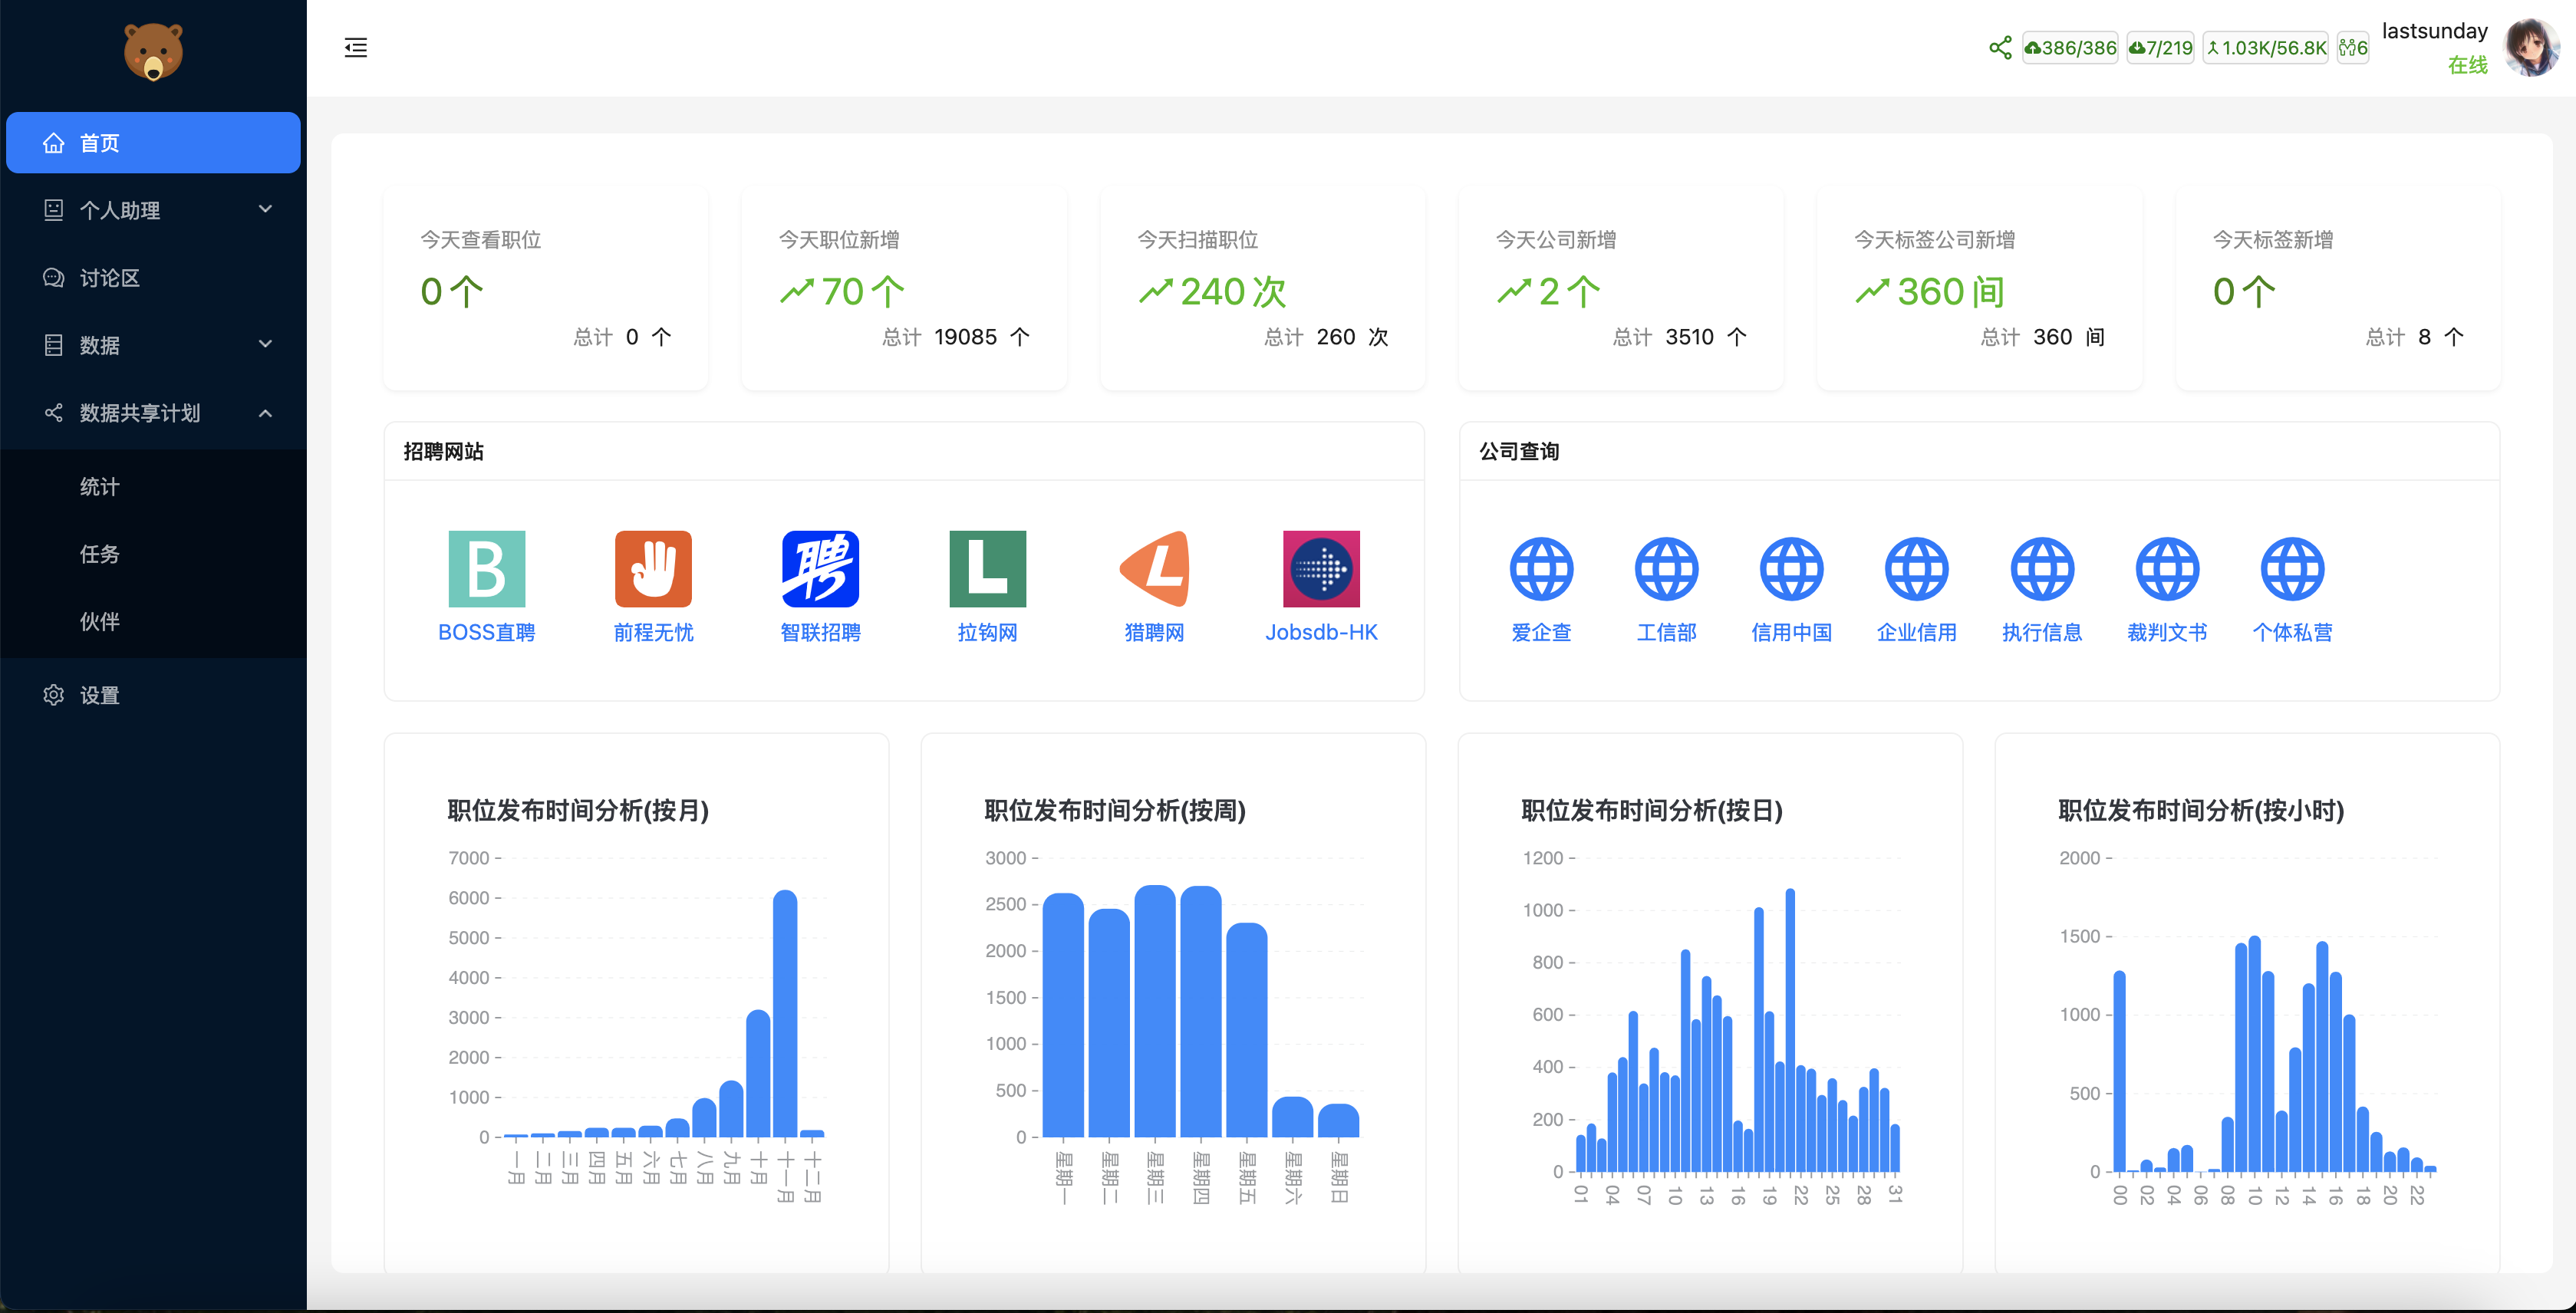 386/386 7/219 1.03K/56.8K 6 lastsunday
在线
首页
个人助理
讨论区
数据
数据共享计划
统计
任务
伙伴
设置
今天查看职位
0 个
总计 0 个
今天职位新增
70 个
总计 19085 个
今天扫描职位
240 次
总计 260 次
今天公司新增
2 个
总计 3510 个
今天标签公司新增
360 间
总计 360 间
今天标签新增
0 个
总计 8 个
招聘网站
B 聘 L L
BOSS直聘 前程无忧 智联招聘 拉钩网 猎聘网 Jobsdb-HK
公司查询
爱企查 工信部 信用中国 企业信用 执行信息 裁判文书 个体私营
职位发布时间分析(按月)
7000
6000
5000
4000
3000
2000
1000
0
一月 二月 三月 四月 五月 六月 七月 八月 九月 十月 十一月 十二月
职位发布时间分析(按周)
3000
2500
2000
1500
1000
500
0
星期一 星期二 星期三 星期四 星期五 星期六 星期日
职位发布时间分析(按日)
1200
1000
800
600
400
200
0
01 04 07 10 13 16 19 22 25 28 31
职位发布时间分析(按小时)
2000
1500
1000
500
0
00 02 04 06 08 10 12 14 16 18 20 22